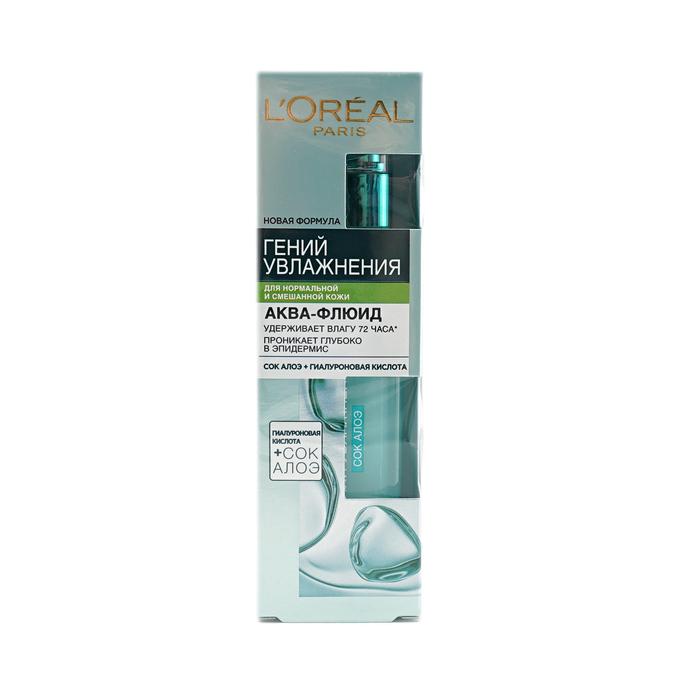 L'ORÉAL
PARIS
НОВАЯ ФОРМУЛА
ГЕНИЙ
УВЛАЖНЕНИЯ
ДЛЯ НОРМАЛЬНОЙ
И СМЕШАННОЙ КОЖИ
АКВА-ФЛЮИД
УДЕРЖИВАЕТ ВЛАГУ 72 ЧАСА*
ПРОНИКАЕТ ГЛУБОКО
В ЭПИДЕРМИС
СОК АЛОЭ + ГИАЛУРОНОВАЯ КИСЛОТА
СОК АЛОЭ
ГИАЛУРОНОВАЯ
КИСЛОТА
+СОК
АЛОЭ